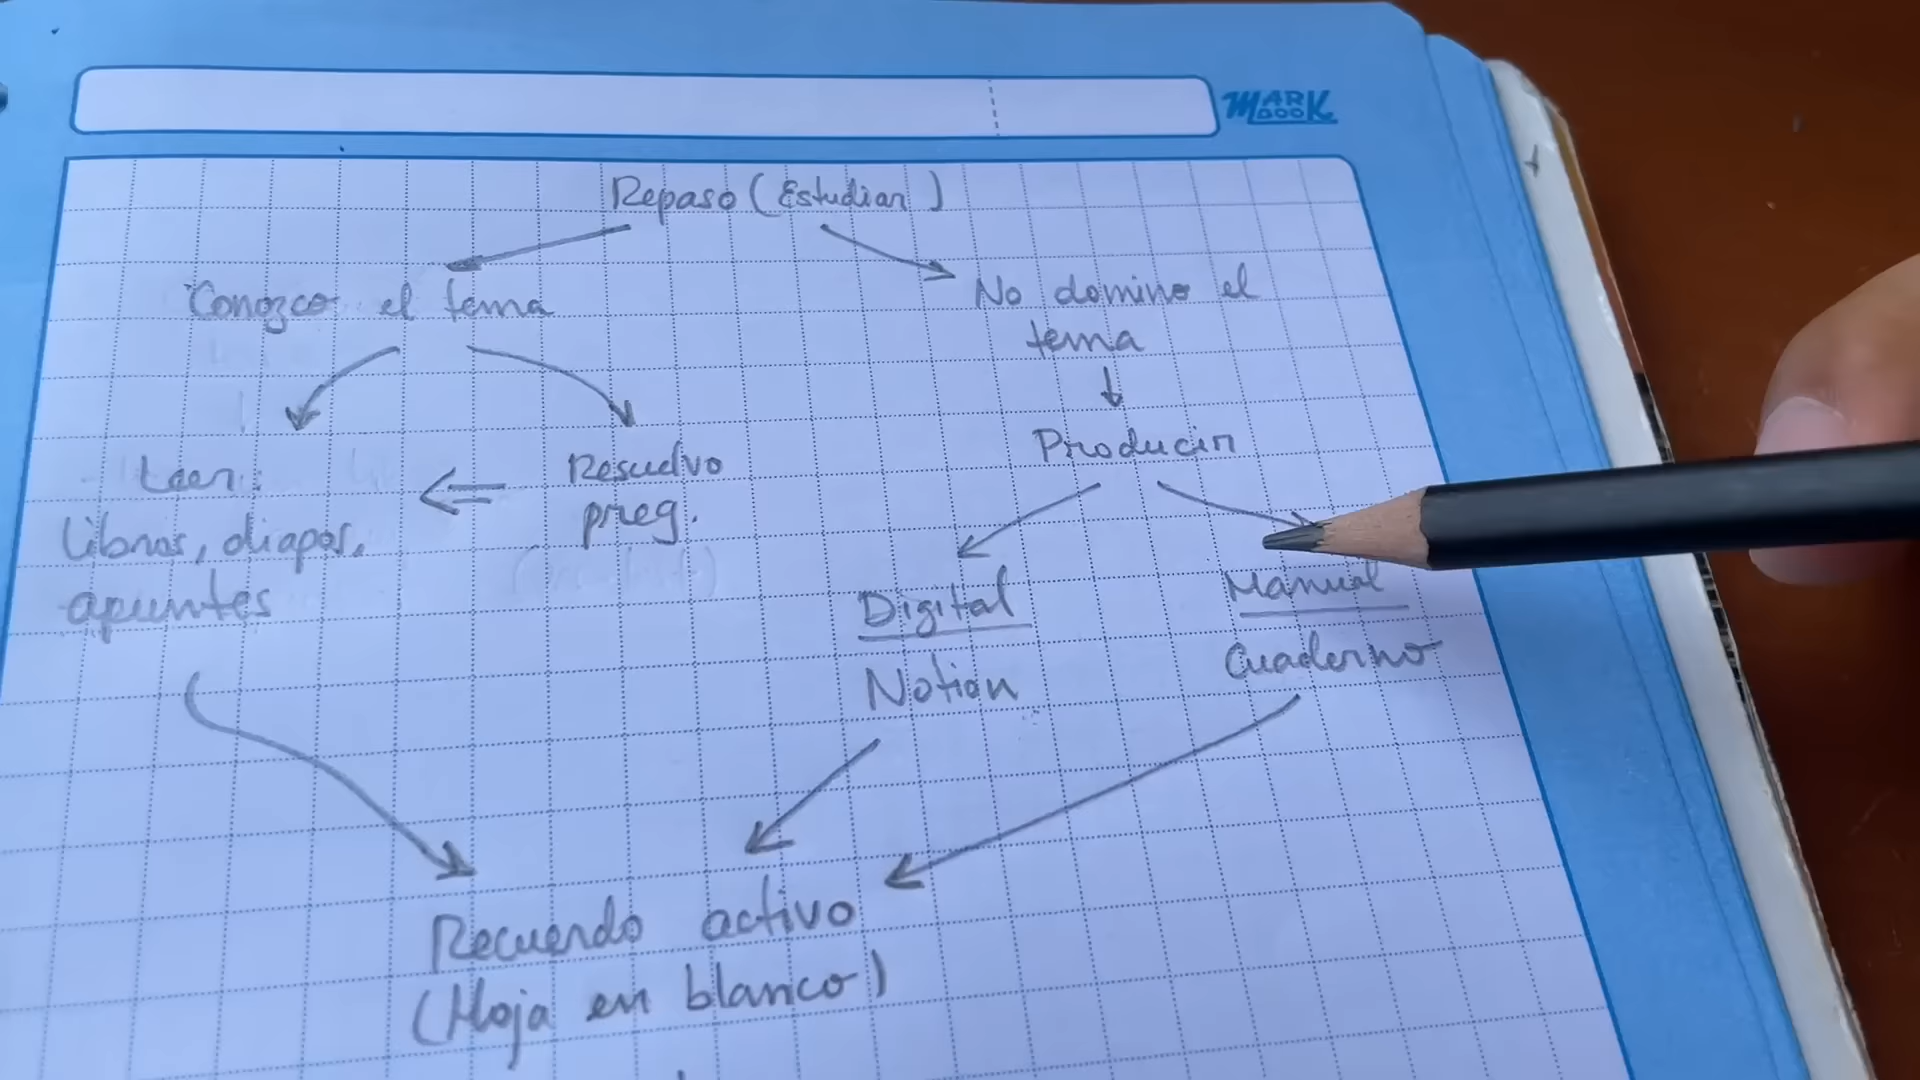 MARK BOOK
Repaso (Estudiar)
Conozco el tema
No domino el
tema
Producir
Leer:
libros, diapos,
apuntes
Resuelvo
preg.
Digital
Notion
Manual
Cuaderno
Recuerdo activo
(Hoja en blanco)